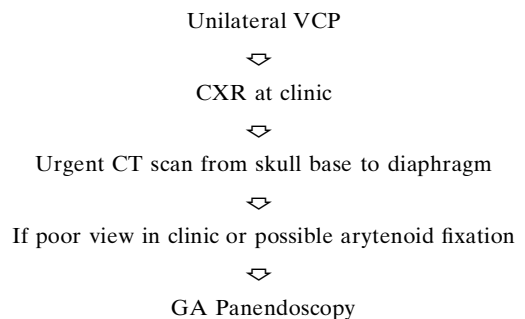 Unilateral VCP
CXR at clinic
Urgent CT scan from skull base to diaphragm
If poor view in clinic or possible arytenoid fixation
GA Panendoscopy